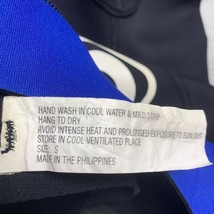 HAND WASH IN COOL WATER & MILD SOAP
HANG TO DRY
AVOID INTENSE HEAT AND PROLONGED EXPOSURE TO SUN
STORE IN COOL VENTILATED PLACE
SIZE: S
MADE IN THE PHILIPPINES